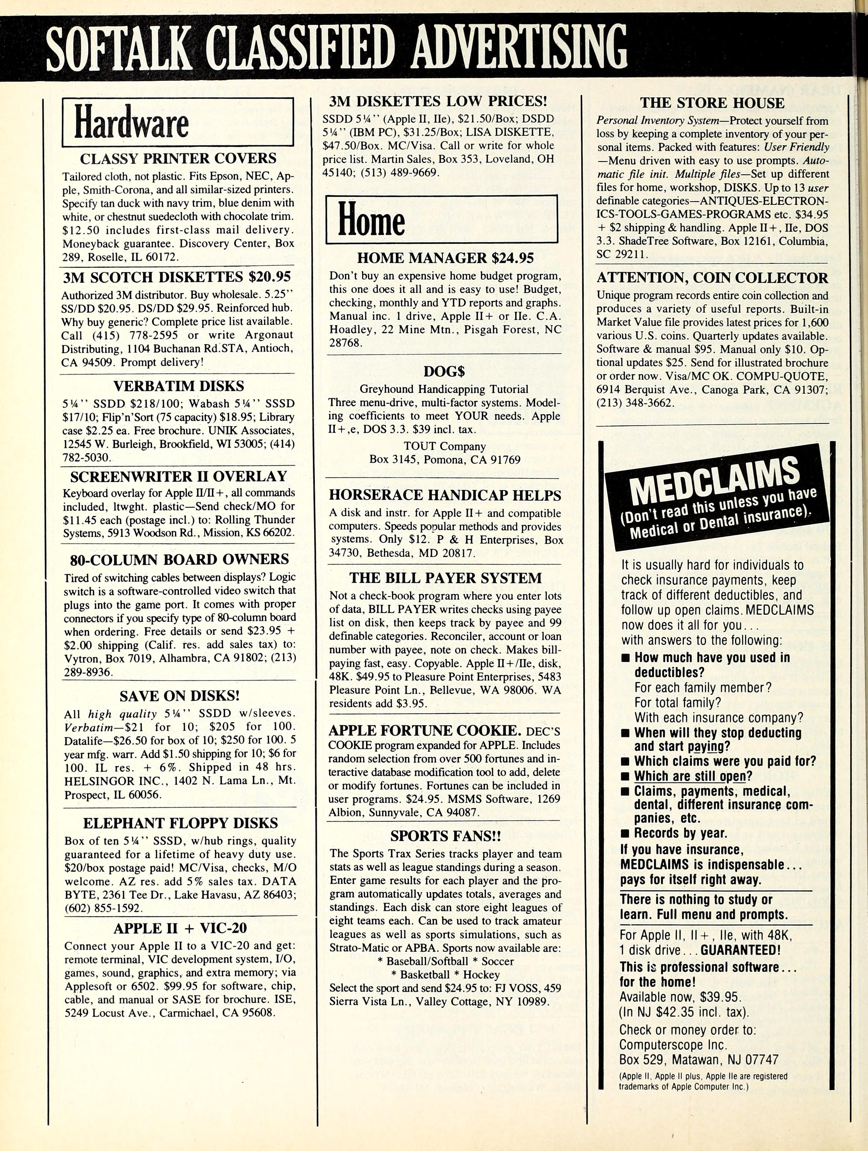 SOFTALK CLASSIFIED ADVERTISING
Hardware
CLASSY PRINTER COVERS
Tailored cloth, not plastic. Fits Epson, NEC, Ap-
ple, Smith-Corona, and all similar-sized printers.
Specify tan duck with navy trim, blue denim with
white, or chestnut suedecloth with chocolate trim.
$12.50 includes first-class mail delivery.
Moneyback guarantee. Discovery Center, Box
289, Roselle, IL 60172.
3M SCOTCH DISKETTES $20.95
Authorized 3M distributor. Buy wholesale. 5.25''
SS/DD $20.95. DS/DD $29.95. Reinforced hub.
Why buy generic? Complete price list available.
Call (415) 778-2595 or write Argonaut
Distributing, 1104 Buchanan Rd.STA, Antioch,
CA 94509. Prompt delivery!
VERBATIM DISKS
5¼'' SSDD $218/100; Wabash 5¼'' SSSD
$17/10; Flip'n'Sort (75 capacity) $18.95; Library
case $2.25 ea. Free brochure. UNIK Associates,
12545 W. Burleigh, Brookfield, WI 53005; (414)
782-5030.
SCREENWRITER II OVERLAY
Keyboard overlay for Apple II/II+, all commands
included, ltwght. plastic—Send check/MO for
$11.45 each (postage incl.) to: Rolling Thunder
Systems, 5913 Woodson Rd., Mission, KS 66202.
80-COLUMN BOARD OWNERS
Tired of switching cables between displays? Logic
switch is a software-controlled video switch that
plugs into the game port. It comes with proper
connectors if you specify type of 80-column board
when ordering. Free details or send $23.95 +
$2.00 shipping (Calif. res. add sales tax) to:
Vytron, Box 7019, Alhambra, CA 91802; (213)
289-8936.
SAVE ON DISKS!
All high quality 5¼'' SSDD w/sleeves.
Verbatim—$21 for 10; $205 for 100.
Datalife—$26.50 for box of 10; $250 for 100. 5
year mfg. warr. Add $1.50 shipping for 10; $6 for
100. IL res. + 6%. Shipped in 48 hrs.
HELSINGOR INC., 1402 N. Lama Ln., Mt.
Prospect, IL 60056.
ELEPHANT FLOPPY DISKS
Box of ten 5¼'' SSSD, w/hub rings, quality
guaranteed for a lifetime of heavy duty use.
$20/box postage paid! MC/Visa, checks, M/O
welcome. AZ res. add 5% sales tax. DATA
BYTE, 2361 Tee Dr., Lake Havasu, AZ 86403;
(602) 855-1592.
APPLE II + VIC-20
Connect your Apple II to a VIC-20 and get:
remote terminal, VIC development system, I/O,
games, sound, graphics, and extra memory; via
Applesoft or 6502. $99.95 for software, chip,
cable, and manual or SASE for brochure. ISE,
5249 Locust Ave., Carmichael, CA 95608.
3M DISKETTES LOW PRICES!
SSDD 5¼'' (Apple II, IIe), $21.50/Box; DSDD
5¼'' (IBM PC), $31.25/Box; LISA DISKETTE,
$47.50/Box. MC/Visa. Call or write for whole
price list. Martin Sales, Box 353, Loveland, OH
45140; (513) 489-9669.
Home
HOME MANAGER $24.95
Don't buy an expensive home budget program,
this one does it all and is easy to use! Budget,
checking, monthly and YTD reports and graphs.
Manual inc. 1 drive, Apple II+ or IIe. C.A.
Hoadley, 22 Mine Mtn., Pisgah Forest, NC
28768.
DOG$
Greyhound Handicapping Tutorial
Three menu-drive, multi-factor systems. Model-
ing coefficients to meet YOUR needs. Apple
II+,e, DOS 3.3. $39 incl. tax.
TOUT Company
Box 3145, Pomona, CA 91769
HORSERACE HANDICAP HELPS
A disk and instr. for Apple II+ and compatible
computers. Speeds popular methods and provides
systems. Only $12. P & H Enterprises, Box
34730, Bethesda, MD 20817.
THE BILL PAYER SYSTEM
Not a check-book program where you enter lots
of data, BILL PAYER writes checks using payee
list on disk, then keeps track by payee and 99
definable categories. Reconciler, account or loan
number with payee, note on check. Makes bill-
paying fast, easy. Copyable. Apple II+/IIe, disk,
48K. $49.95 to Pleasure Point Enterprises, 5483
Pleasure Point Ln., Bellevue, WA 98006. WA
residents add $3.95.
APPLE FORTUNE COOKIE. DEC'S
COOKIE program expanded for APPLE. Includes
random selection from over 500 fortunes and in-
teractive database modification tool to add, delete
or modify fortunes. Fortunes can be included in
user programs. $24.95. MSMS Software, 1269
Albion, Sunnyvale, CA 94087.
SPORTS FANS!!
The Sports Trax Series tracks player and team
stats as well as league standings during a season.
Enter game results for each player and the pro-
gram automatically updates totals, averages and
standings. Each disk can store eight leagues of
eight teams each. Can be used to track amateur
leagues as well as sports simulations, such as
Strato-Matic or APBA. Sports now available are:
* Baseball/Softball * Soccer
* Basketball * Hockey
Select the sport and send $24.95 to: FJ VOSS, 459
Sierra Vista Ln., Valley Cottage, NY 10989.
THE STORE HOUSE
Personal Inventory System—Protect yourself from
loss by keeping a complete inventory of your per-
sonal items. Packed with features: User Friendly
—Menu driven with easy to use prompts. Auto-
matic file init. Multiple files—Set up different
files for home, workshop, DISKS. Up to 13 user
definable categories—ANTIQUES-ELECTRON-
ICS-TOOLS-GAMES-PROGRAMS etc. $34.95
+ $2 shipping & handling. Apple II+, IIe, DOS
3.3. ShadeTree Software, Box 12161, Columbia,
SC 29211.
ATTENTION, COIN COLLECTOR
Unique program records entire coin collection and
produces a variety of useful reports. Built-in
Market Value file provides latest prices for 1,600
various U.S. coins. Quarterly updates available.
Software & manual $95. Manual only $10. Op-
tional updates $25. Send for illustrated brochure
or order now. Visa/MC OK. COMPU-QUOTE,
6914 Berquist Ave., Canoga Park, CA 91307;
(213) 348-3662.
MEDCLAIMS
(Don't read this unless you have
Medical or Dental insurance).
It is usually hard for individuals to
check insurance payments, keep
track of different deductibles, and
follow up open claims. MEDCLAIMS
now does it all for you...
with answers to the following:
■ How much have you used in
deductibles?
For each family member?
For total family?
With each insurance company?
■ When will they stop deducting
and start paying?
■ Which claims were you paid for?
■ Which are still open?
■ Claims, payments, medical,
dental, different insurance com-
panies, etc.
■ Records by year.
If you have insurance,
MEDCLAIMS is indispensable...
pays for itself right away.
There is nothing to study or
learn. Full menu and prompts.
For Apple II, II+, IIe, with 48K,
1 disk drive... GUARANTEED!
This is professional software...
for the home!
Available now, $39.95.
(In NJ $42.35 incl. tax).
Check or money order to:
Computerscope Inc.
Box 529, Matawan, NJ 07747
(Apple II, Apple II plus, Apple IIe are registered
trademarks of Apple Computer Inc.)